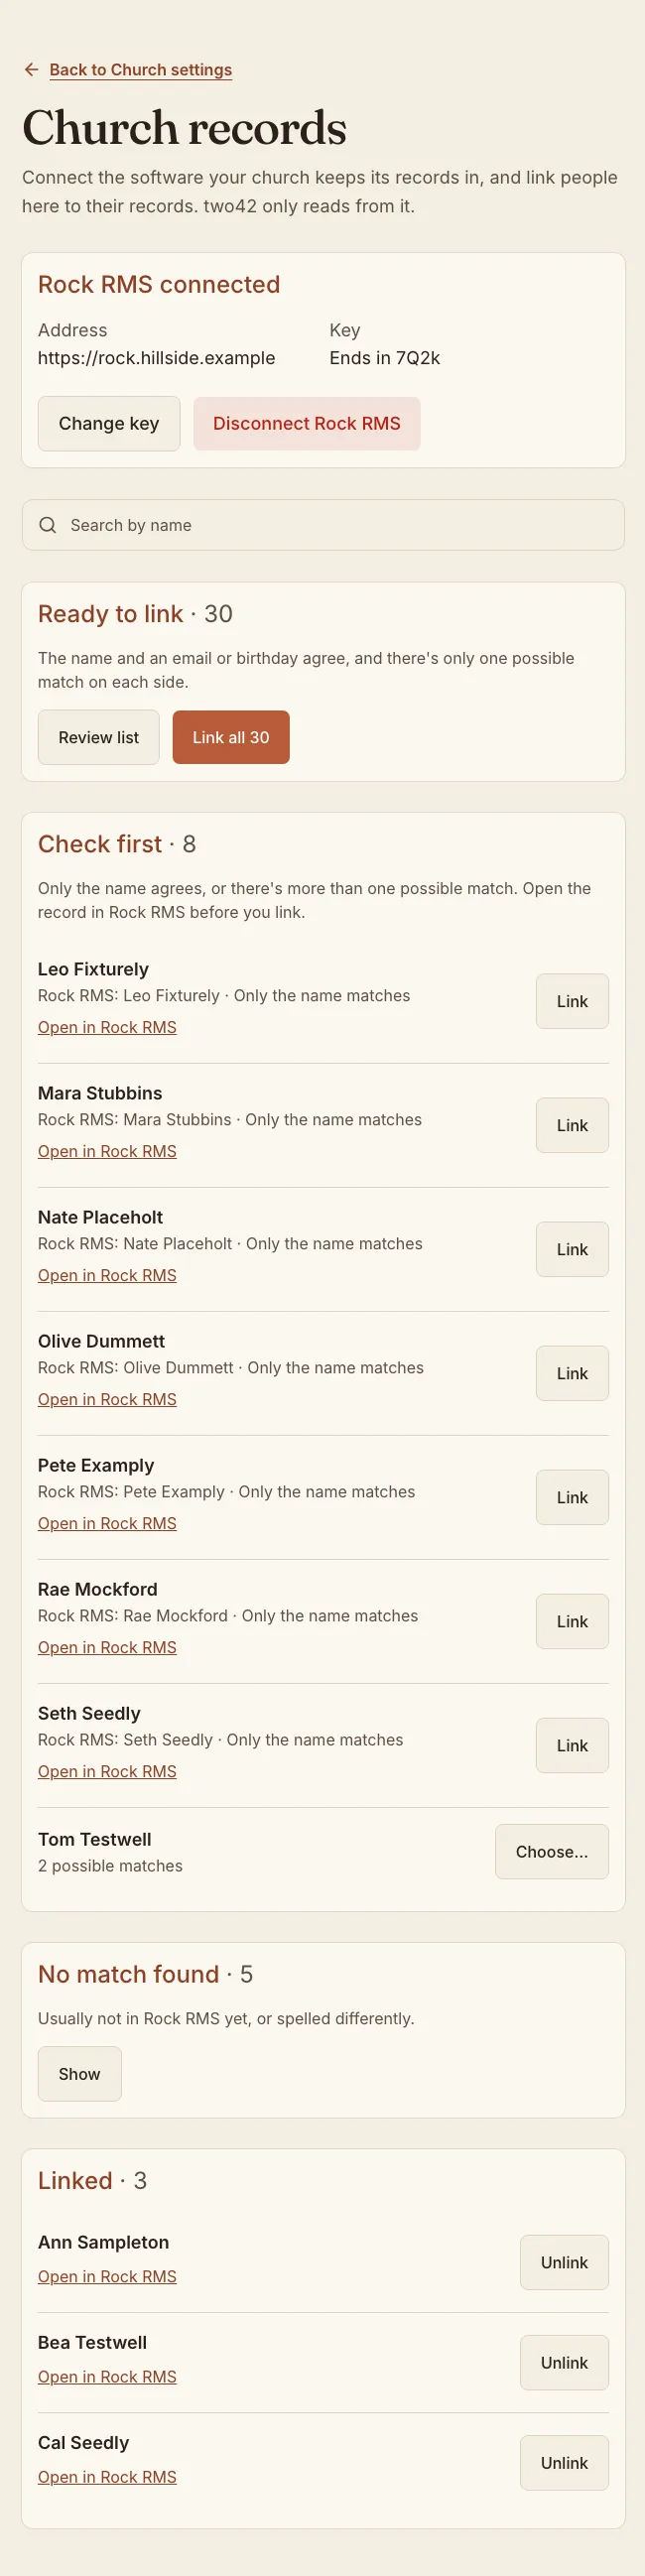 Back to Church settings
Church records
Connect the software your church keeps its records in, and link people
here to their records. two42 only reads from it.
Rock RMS connected
Address
https://rock.hillside.example
Key
Ends in 7Q2k
Change key
Disconnect Rock RMS
Search by name
Ready to link · 30
The name and an email or birthday agree, and there's only one possible
match on each side.
Review list
Link all 30
Check first · 8
Only the name agrees, or there's more than one possible match. Open the
record in Rock RMS before you link.
Leo Fixturely
Rock RMS: Leo Fixturely · Only the name matches
Open in Rock RMS
Link
Mara Stubbins
Rock RMS: Mara Stubbins · Only the name matches
Open in Rock RMS
Link
Nate Placeholt
Rock RMS: Nate Placeholt · Only the name matches
Open in Rock RMS
Link
Olive Dummett
Rock RMS: Olive Dummett · Only the name matches
Open in Rock RMS
Link
Pete Examply
Rock RMS: Pete Examply · Only the name matches
Open in Rock RMS
Link
Rae Mockford
Rock RMS: Rae Mockford · Only the name matches
Open in Rock RMS
Link
Seth Seedly
Rock RMS: Seth Seedly · Only the name matches
Open in Rock RMS
Link
Tom Testwell
2 possible matches
Choose…
No match found · 5
Usually not in Rock RMS yet, or spelled differently.
Show
Linked · 3
Ann Sampleton
Open in Rock RMS
Unlink
Bea Testwell
Open in Rock RMS
Unlink
Cal Seedly
Open in Rock RMS
Unlink